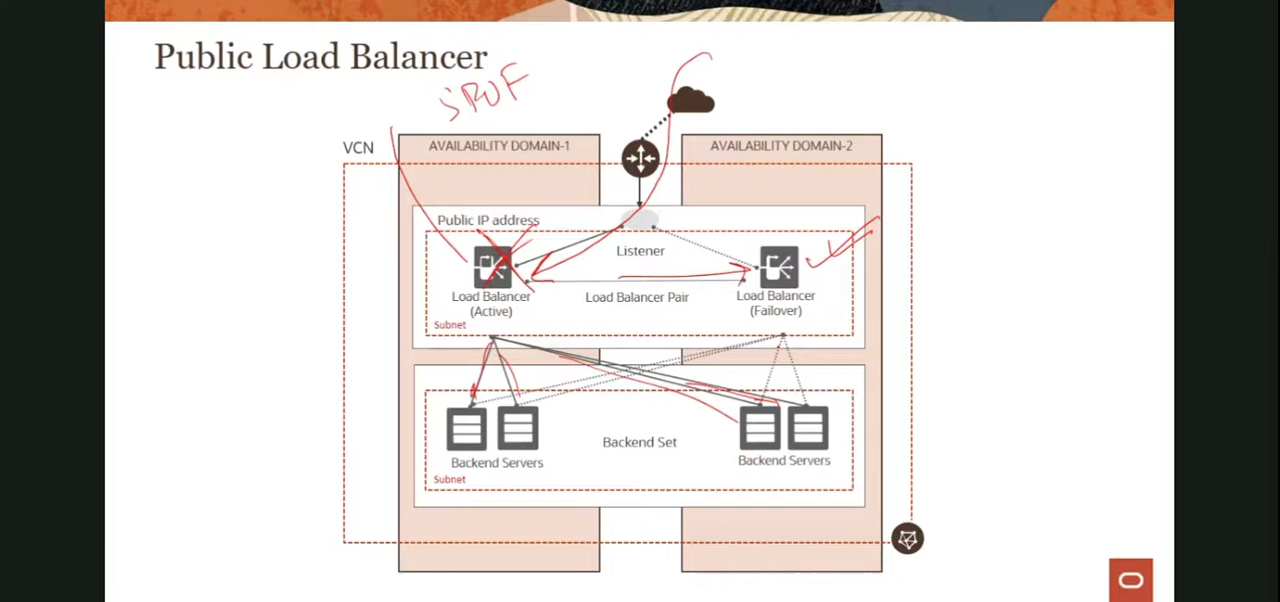 Public Load Balancer
SPOF
VCN
AVAILABILITY DOMAIN-1
AVAILABILITY DOMAIN-2
Public IP address
Listener
Load Balancer
(Active)
Load Balancer Pair
Load Balancer
(Failover)
Subnet
Backend Set
Backend Servers
Backend Servers
Subnet